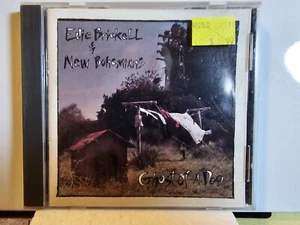 Edie Brickell
&
New Bohemians
Ghost of a Dog